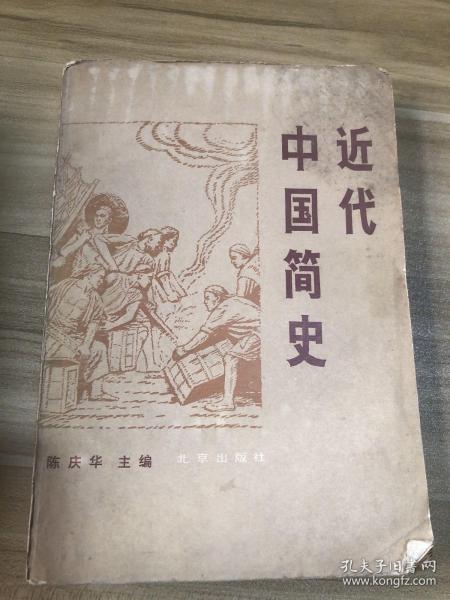 近代
中国简史
陈庆华 主编 北京出版社
孔夫子旧书网
www.kongfz.com